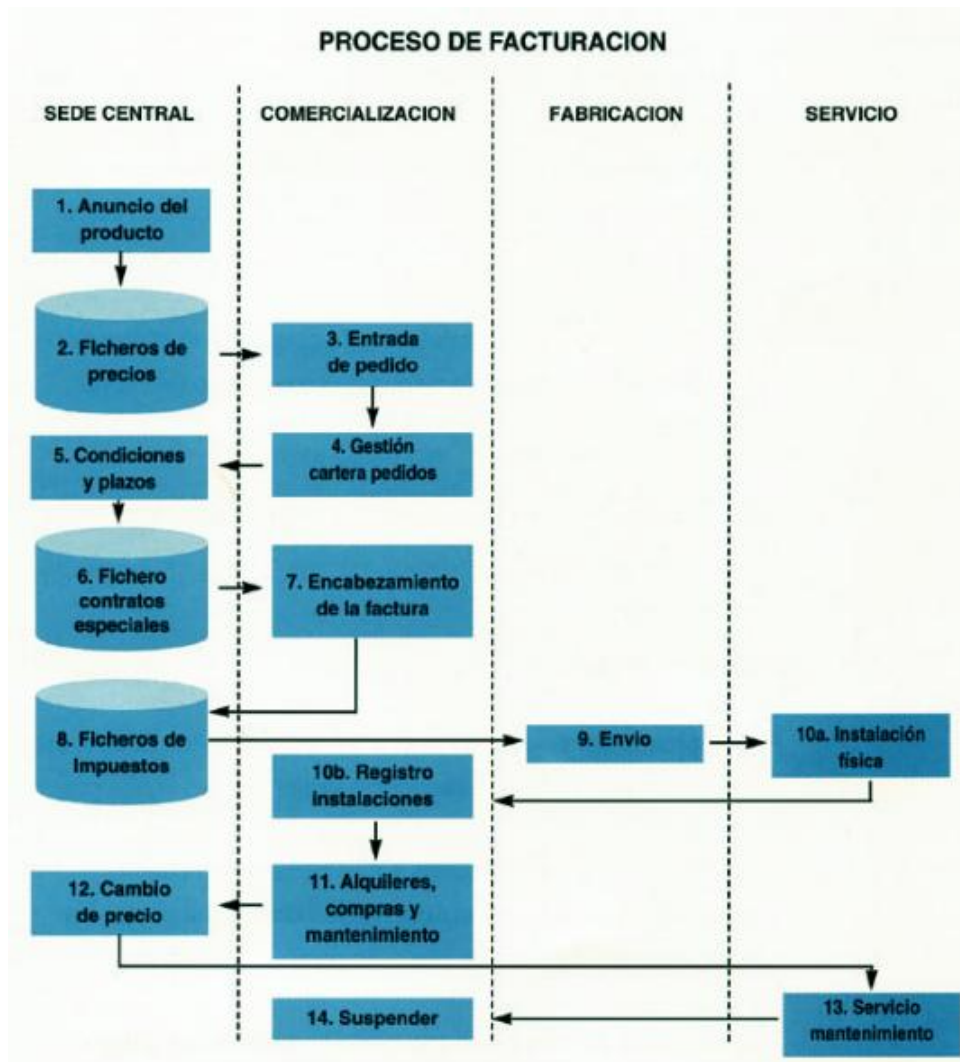 PROCESO DE FACTURACION
SEDE CENTRAL
COMERCIALIZACION
FABRICACION
SERVICIO
1. Anuncio del
producto
2. Ficheros de
precios
3. Entrada
de pedido
4. Gestión
cartera pedidos
5. Condiciones
y plazos
6. Fichero
contratos
especiales
7. Encabezamiento
de la factura
8. Ficheros de
Impuestos
9. Envio
10a. Instalación
física
10b. Registro
instalaciones
11. Alquileres,
compras y
mantenimiento
12. Cambio
de precio
13. Servicio
mantenimiento
14. Suspender